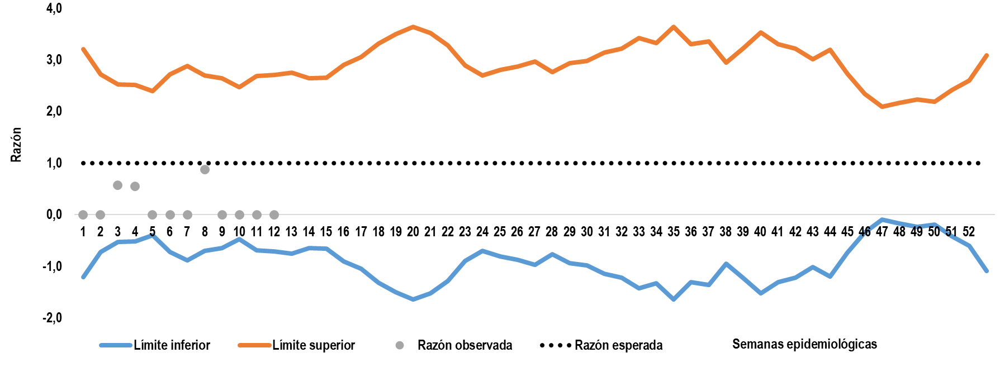 4,0
3,0
2,0
1,0
0,0
-1,0
-2,0
Razón
1 2 3 4 5 6 7 8 9 10 11 12 13 14 15 16 17 18 19 20 21 22 23 24 25 26 27 28 29 30 31 32 33 34 35 36 37 38 39 40 41 42 43 44 45 46 47 48 49 50 51 52
Límite inferior Límite superior Razón observada Razón esperada Semanas epidemiológicas